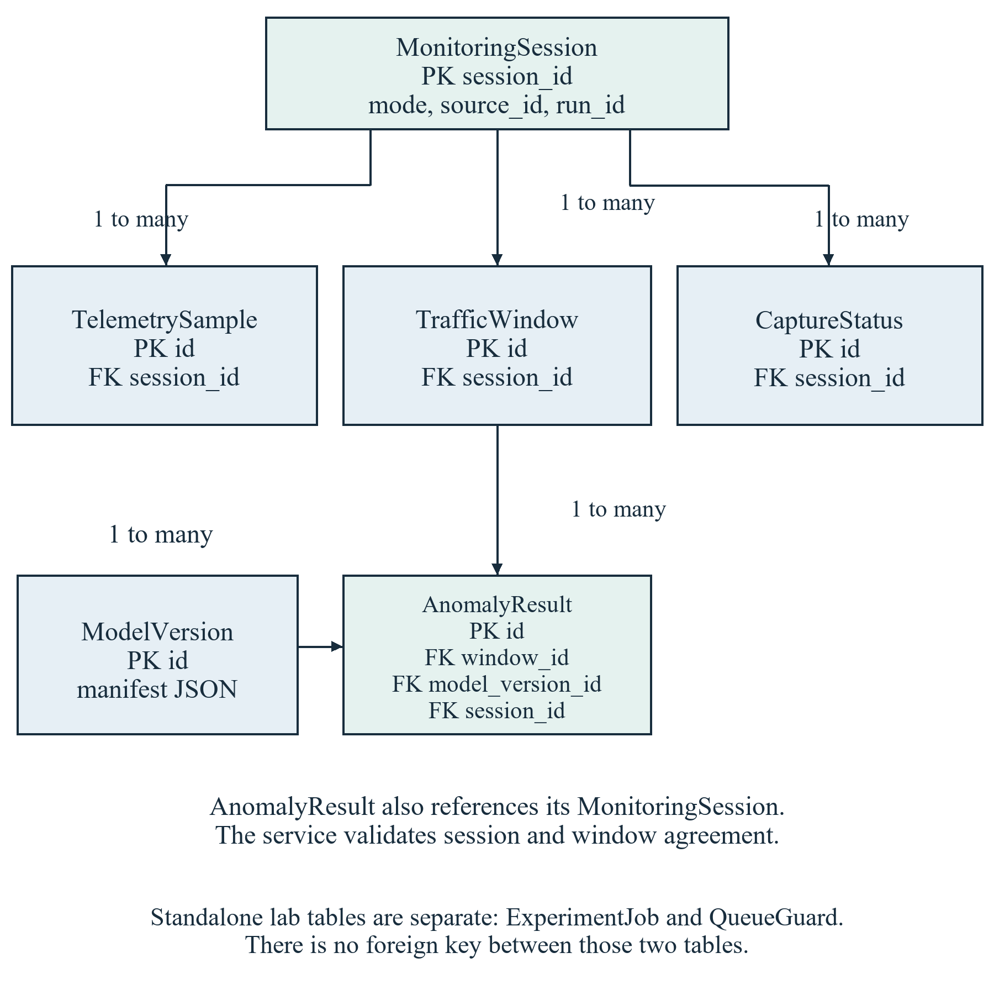 MonitoringSession
PK session_id
mode, source_id, run_id
1 to many
1 to many
1 to many
TelemetrySample
PK id
FK session_id
TrafficWindow
PK id
FK session_id
CaptureStatus
PK id
FK session_id
1 to many
1 to many
ModelVersion
PK id
manifest JSON
AnomalyResult
PK id
FK window_id
FK model_version_id
FK session_id
AnomalyResult also references its MonitoringSession.
The service validates session and window agreement.
Standalone lab tables are separate: ExperimentJob and QueueGuard.
There is no foreign key between those two tables.